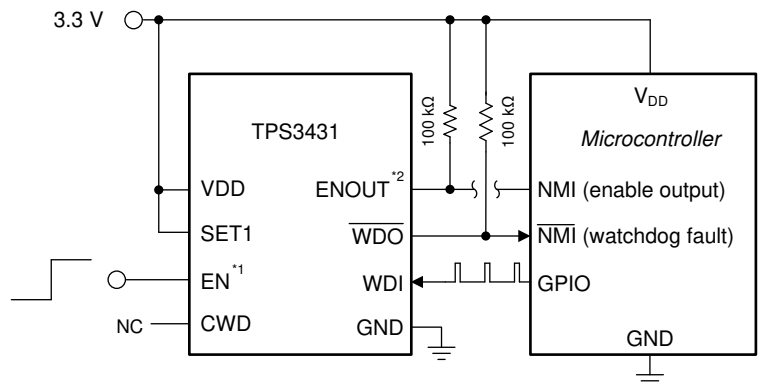 3.3 V
TPS3431
100 kΩ
100 kΩ
VDD
Microcontroller
VDD
ENOUT*2
NMI (enable output)
SET1
WDO
NMI (watchdog fault)
EN*1
WDI
GPIO
NC
CWD
GND
GND